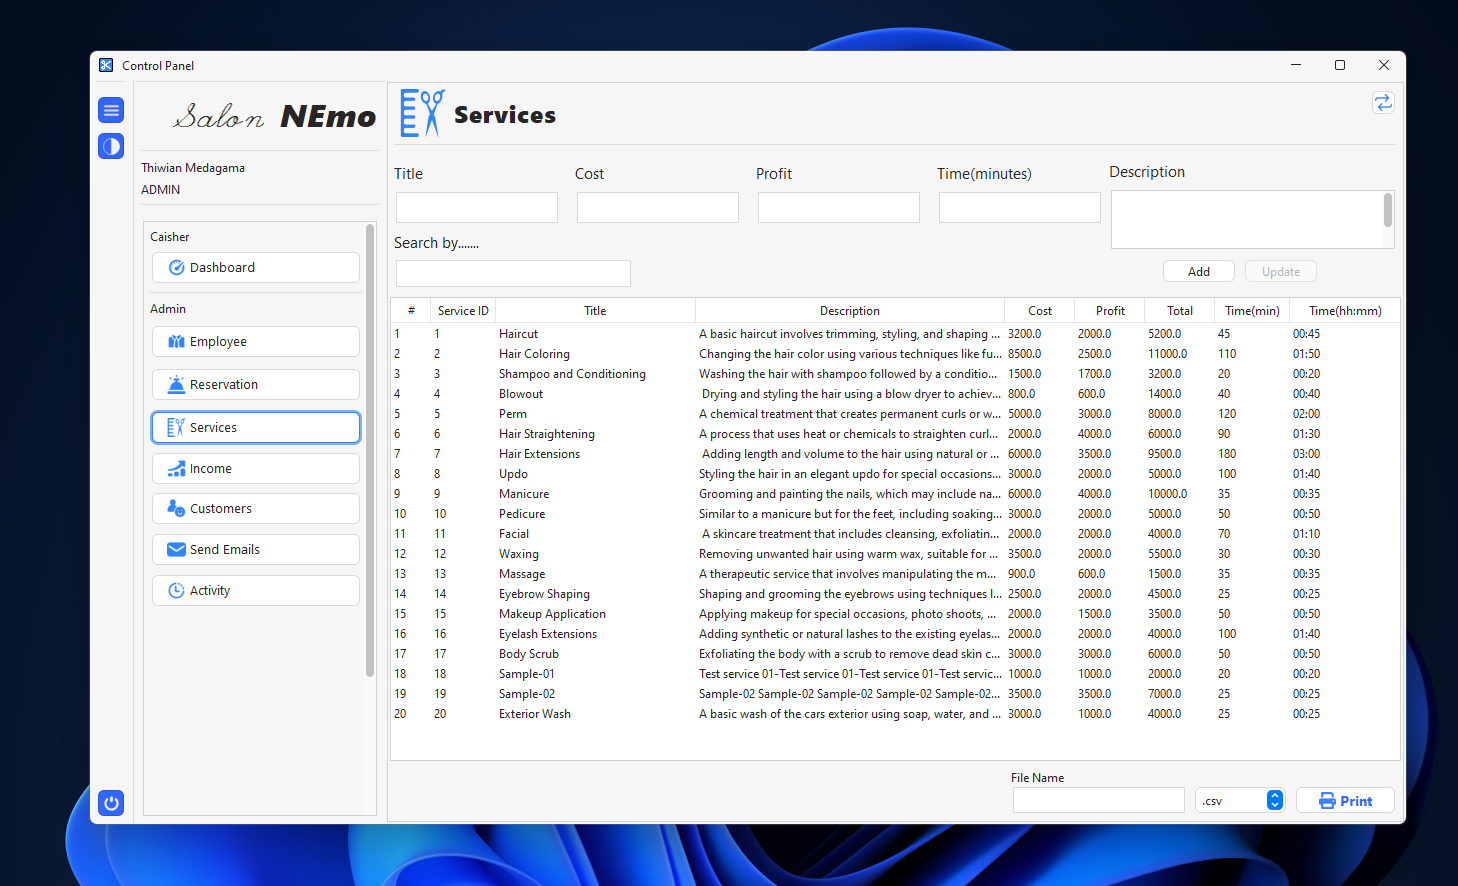 Control Panel
Salon NEmo
Thiwian Medagama
ADMIN
Caisher
Dashboard
Admin
Employee
Reservation
Services
Income
Customers
Send Emails
Activity
Services
Title Cost Profit Time(minutes) Description
Search by.......
Add Update
# Service ID Title Description Cost Profit Total Time(min) Time(hh:mm)
1 1 Haircut A basic haircut involves trimming, styling, and shaping ... 3200.0 2000.0 5200.0 45 00:45
2 2 Hair Coloring Changing the hair color using various techniques like fu... 8500.0 2500.0 11000.0 110 01:50
3 3 Shampoo and Conditioning Washing the hair with shampoo followed by a conditio... 1500.0 1700.0 3200.0 20 00:20
4 4 Blowout Drying and styling the hair using a blow dryer to achiev... 800.0 600.0 1400.0 40 00:40
5 5 Perm A chemical treatment that creates permanent curls or w... 5000.0 3000.0 8000.0 120 02:00
6 6 Hair Straightening A process that uses heat or chemicals to straighten curl... 2000.0 4000.0 6000.0 90 01:30
7 7 Hair Extensions Adding length and volume to the hair using natural or ... 6000.0 3500.0 9500.0 180 03:00
8 8 Updo Styling the hair in an elegant updo for special occasions... 3000.0 2000.0 5000.0 100 01:40
9 9 Manicure Grooming and painting the nails, which may include na... 6000.0 4000.0 10000.0 35 00:35
10 10 Pedicure Similar to a manicure but for the feet, including soaking... 3000.0 2000.0 5000.0 50 00:50
11 11 Facial A skincare treatment that includes cleansing, exfoliatin... 2000.0 2000.0 4000.0 70 01:10
12 12 Waxing Removing unwanted hair using warm wax, suitable for ... 3500.0 2000.0 5500.0 30 00:30
13 13 Massage A therapeutic service that involves manipulating the m... 900.0 600.0 1500.0 35 00:35
14 14 Eyebrow Shaping Shaping and grooming the eyebrows using techniques l... 2500.0 2000.0 4500.0 25 00:25
15 15 Makeup Application Applying makeup for special occasions, photo shoots, ... 2000.0 1500.0 3500.0 50 00:50
16 16 Eyelash Extensions Adding synthetic or natural lashes to the existing eyelas... 2000.0 2000.0 4000.0 100 01:40
17 17 Body Scrub Exfoliating the body with a scrub to remove dead skin c... 3000.0 3000.0 6000.0 50 00:50
18 18 Sample-01 Test service 01-Test service 01-Test service 01-Test servic... 1000.0 1000.0 2000.0 20 00:20
19 19 Sample-02 Sample-02 Sample-02 Sample-02 Sample-02 Sample-02... 3500.0 3500.0 7000.0 25 00:25
20 20 Exterior Wash A basic wash of the cars exterior using soap, water, and ... 3000.0 1000.0 4000.0 25 00:25
File Name
.csv Print